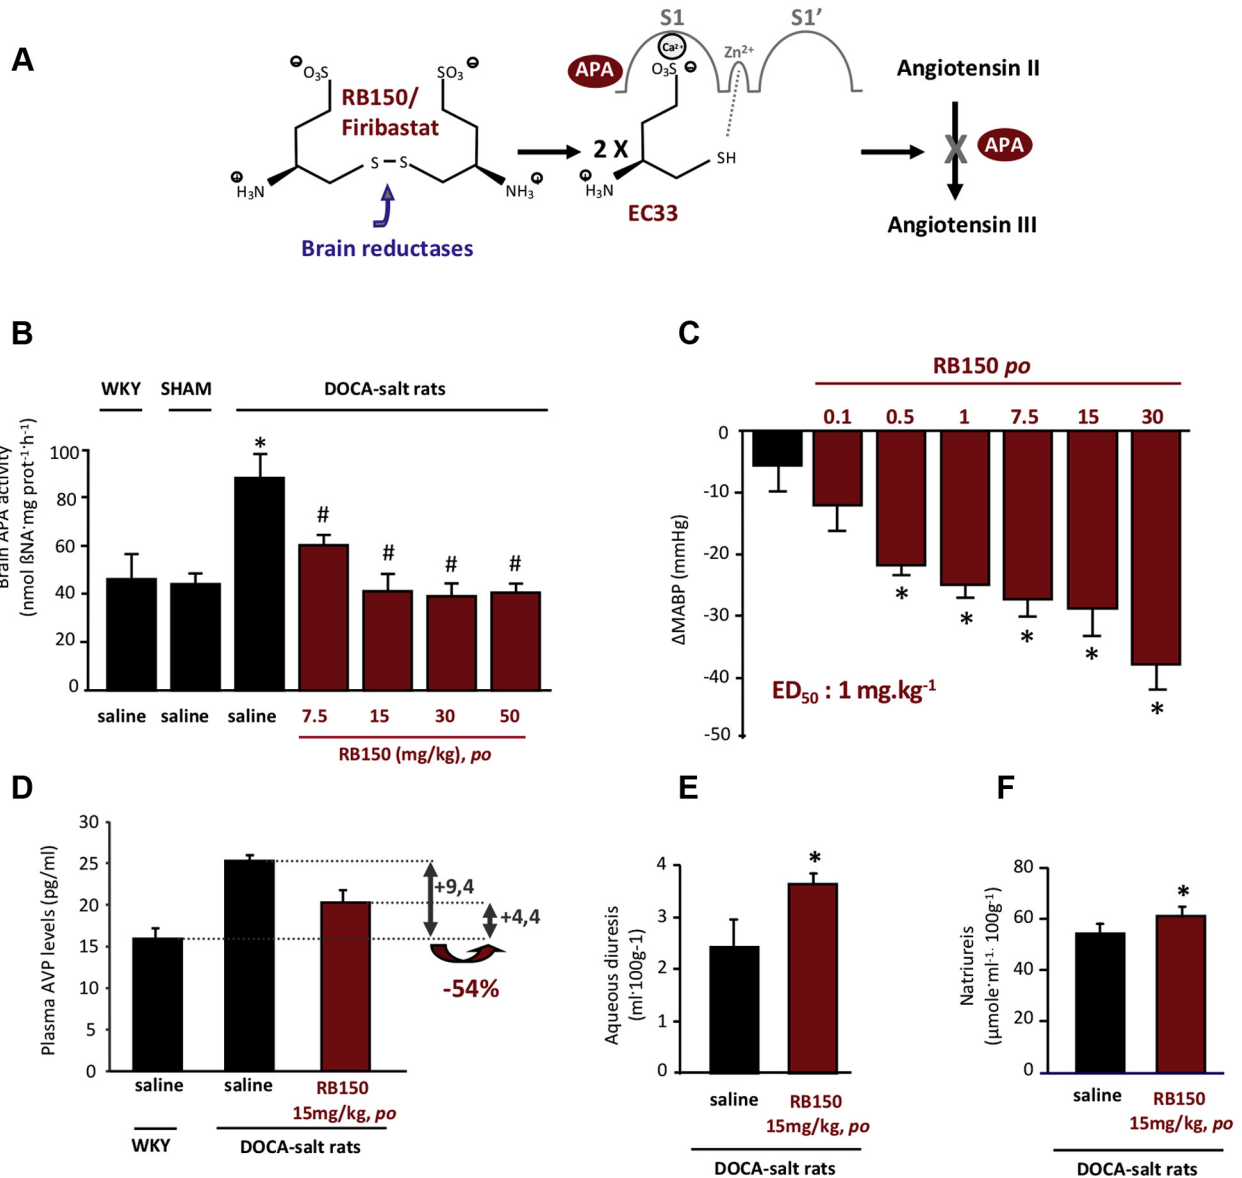 A
S1
S1’
Ca²⁺
Zn²⁺
APA
⊖
O₃S
SO₃
⊖
O₃S
⊖
RB150/
Firibastat
Angiotensin II
2 X
S–S
SH
X
APA
⊕
H₃N
NH₃
⊕
H₃N
EC33
Angiotensin III
Brain reductases
B
WKY
SHAM
DOCA-salt rats
Brain APA activity
(nmol ßNA·mg prot⁻¹·h⁻¹)
100
80
60
40
20
0
*
#
#
#
#
saline
saline
saline
7.5
15
30
50
RB150 (mg/kg), po
C
RB150 po
0.1
0.5
1
7.5
15
30
ΔMABP (mmHg)
0
-10
-20
-30
-40
-50
*
*
*
*
*
ED₅₀ : 1 mg.kg⁻¹
D
Plasma AVP levels (pg/ml)
30
25
20
15
10
5
0
+9,4
+4,4
-54%
saline
saline
RB150
15mg/kg, po
WKY
DOCA-salt rats
E
Aqueous diuresis
(ml·100g-1)
4
3
2
1
0
*
saline
RB150
15mg/kg, po
DOCA-salt rats
F
Natriureis
(μmole·ml⁻¹· 100g⁻¹)
80
60
40
20
0
*
saline
RB150
15mg/kg, po
DOCA-salt rats